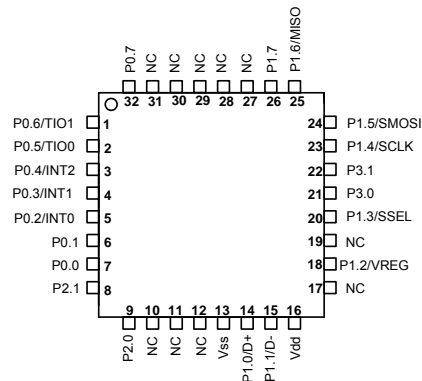 P0.7
NC
NC
NC
NC
NC
P1.7
P1.6/MISO
32 31 30 29 28 27 26 25
P0.6/TIO1 1
P0.5/TIO0 2
P0.4/INT2 3
P0.3/INT1 4
P0.2/INT0 5
P0.1 6
P0.0 7
P2.1 8
24 P1.5/SMOSI
23 P1.4/SCLK
22 P3.1
21 P3.0
20 P1.3/SSEL
19 NC
18 P1.2/VREG
17 NC
9 10 11 12 13 14 15 16
P2.0
NC
NC
NC
Vss
P1.0/D+
P1.1/D-
Vdd